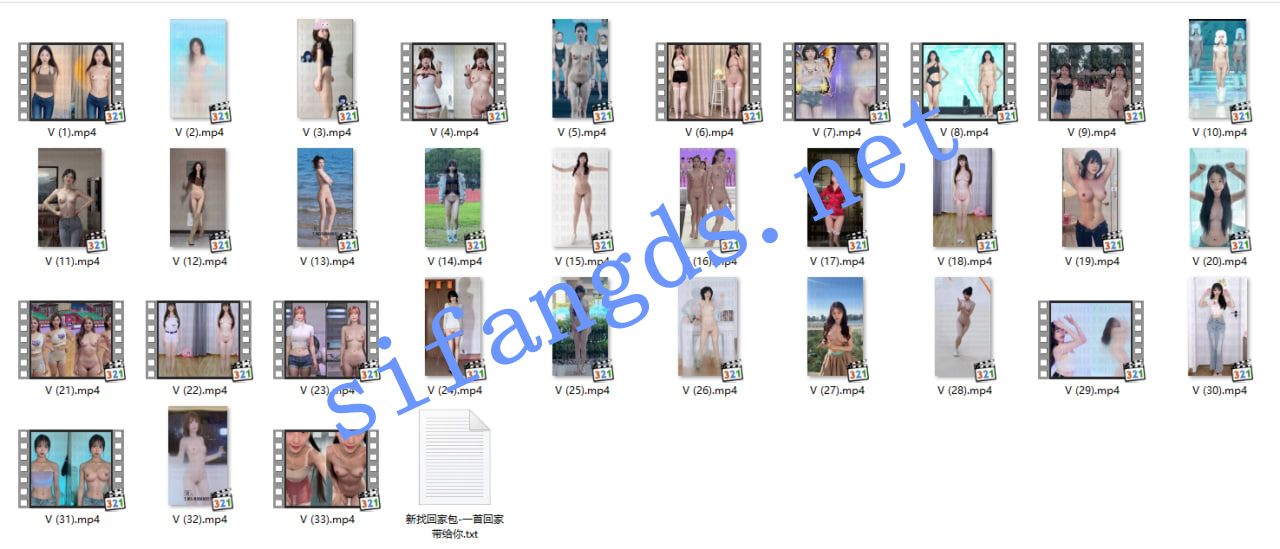 V (1).mp4
V (2).mp4
V (3).mp4
V (4).mp4
V (5).mp4
V (6).mp4
V (7).mp4
V (8).mp4
V (9).mp4
V (10).mp4
V (11).mp4
V (12).mp4
V (13).mp4
V (14).mp4
V (15).mp4
V (16).mp4
V (17).mp4
V (18).mp4
V (19).mp4
V (20).mp4
V (21).mp4
V (22).mp4
V (23).mp4
V (24).mp4
V (25).mp4
V (26).mp4
V (27).mp4
V (28).mp4
V (29).mp4
V (30).mp4
V (31).mp4
V (32).mp4
V (33).mp4
新找回家包-一首回家
带给你.txt
sifangds.net